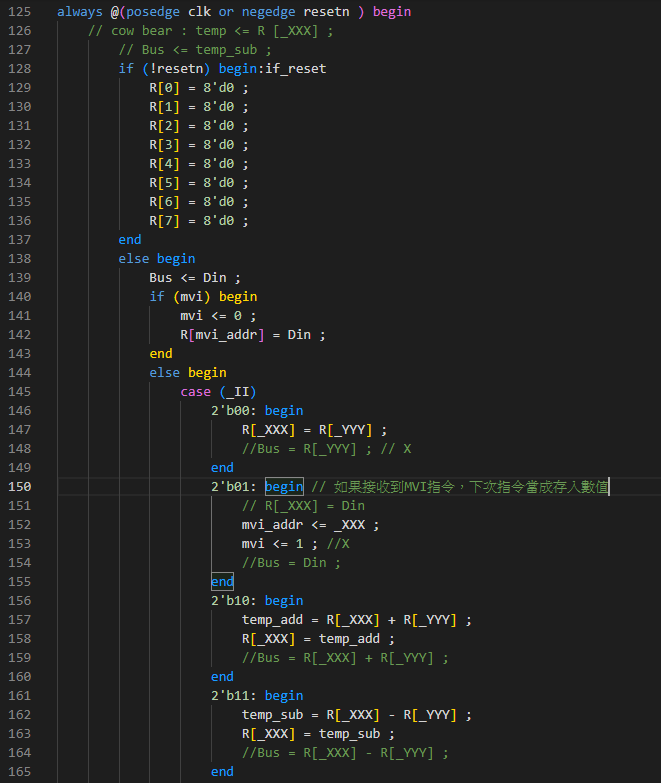 125 always @(posedge clk or negedge resetn ) begin
126 // cow bear : temp <= R [_XXX] ;
127 // Bus <= temp_sub ;
128 if (!resetn) begin:if_reset
129 R[0] = 8'd0 ;
130 R[1] = 8'd0 ;
131 R[2] = 8'd0 ;
132 R[3] = 8'd0 ;
133 R[4] = 8'd0 ;
134 R[5] = 8'd0 ;
135 R[6] = 8'd0 ;
136 R[7] = 8'd0 ;
137 end
138 else begin
139 Bus <= Din ;
140 if (mvi) begin
141 mvi <= 0 ;
142 R[mvi_addr] = Din ;
143 end
144 else begin
145 case (_II)
146 2'b00: begin
147 R[_XXX] = R[_YYY] ;
148 //Bus = R[_YYY] ; // X
149 end
150 2'b01: begin // 如果接收到MVI指令，下次指令當成存入數值
151 // R[_XXX] = Din
152 mvi_addr <= _XXX ;
153 mvi <= 1 ; //X
154 //Bus = Din ;
155 end
156 2'b10: begin
157 temp_add = R[_XXX] + R[_YYY] ;
158 R[_XXX] = temp_add ;
159 //Bus = R[_XXX] + R[_YYY] ;
160 end
161 2'b11: begin
162 temp_sub = R[_XXX] - R[_YYY] ;
163 R[_XXX] = temp_sub ;
164 //Bus = R[_XXX] - R[_YYY] ;
165 end